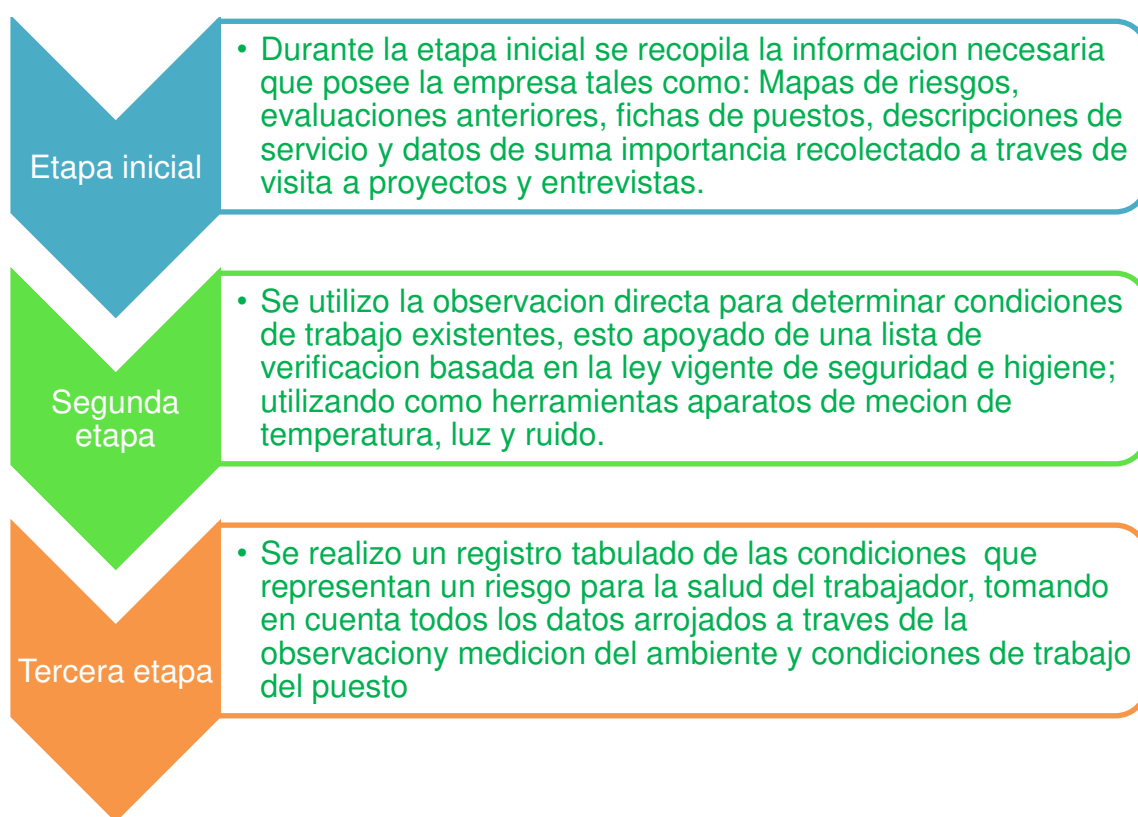 Etapa inicial
• Durante la etapa inicial se recopila la informacion necesaria
que posee la empresa tales como: Mapas de riesgos,
evaluaciones anteriores, fichas de puestos, descripciones de
servicio y datos de suma importancia recolectado a traves de
visita a proyectos y entrevistas.
Segunda
etapa
• Se utilizo la observacion directa para determinar condiciones
de trabajo existentes, esto apoyado de una lista de
verificacion basada en la ley vigente de seguridad e higiene;
utilizando como herramientas aparatos de mecion de
temperatura, luz y ruido.
Tercera etapa
• Se realizo un registro tabulado de las condiciones que
representan un riesgo para la salud del trabajador, tomando
en cuenta todos los datos arrojados a traves de la
observaciony medicion del ambiente y condiciones de trabajo
del puesto